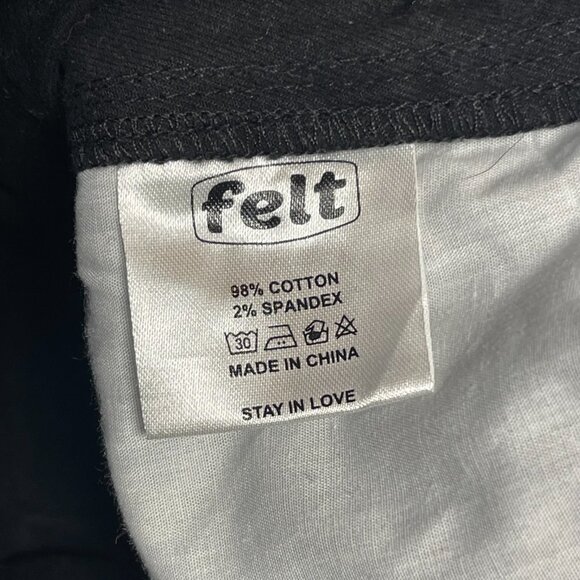 felt
98% COTTON
2% SPANDEX
30
MADE IN CHINA
STAY IN LOVE